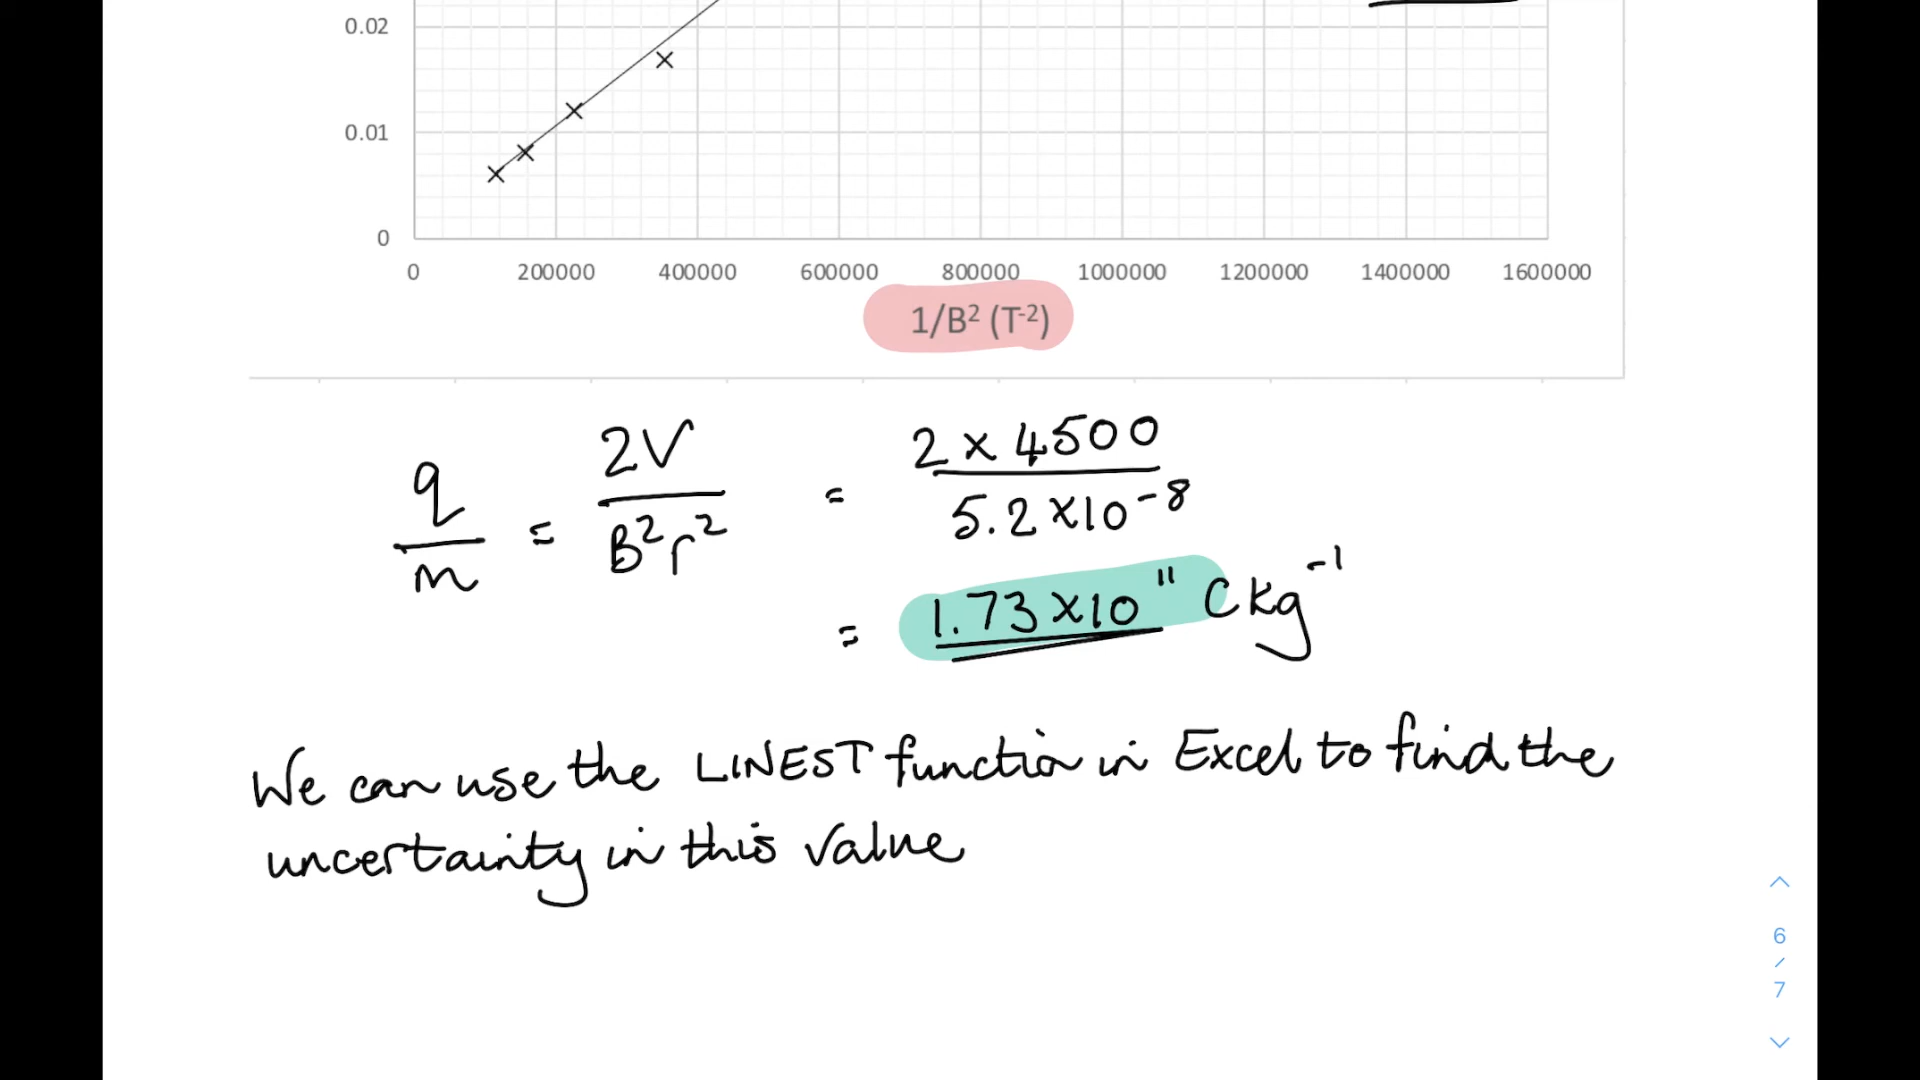 0.02
0.01
0
0 200000 400000 600000 800000 1000000 1200000 1400000 1600000
1/B² (T⁻²)
q/m = 2V/B²r² = 2 × 4500/5.2 × 10⁻⁸
= 1.73 × 10¹¹ C kg⁻¹
We can use the LINEST function in Excel to find the
uncertainty in this value
6
/
7